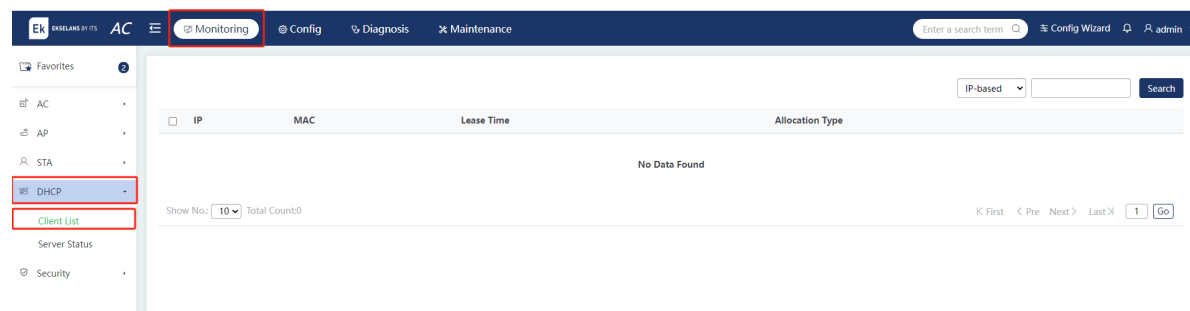 Ek EKSELANS BY ITS AC Monitoring Config Diagnosis Maintenance Enter a search term Config Wizard admin
Favorites 2
AC
AP
STA
DHCP
Client List
Server Status
Security
IP-based Search
IP MAC Lease Time Allocation Type
No Data Found
Show No.: 10 Total Count:0 First Pre Next Last 1 Go